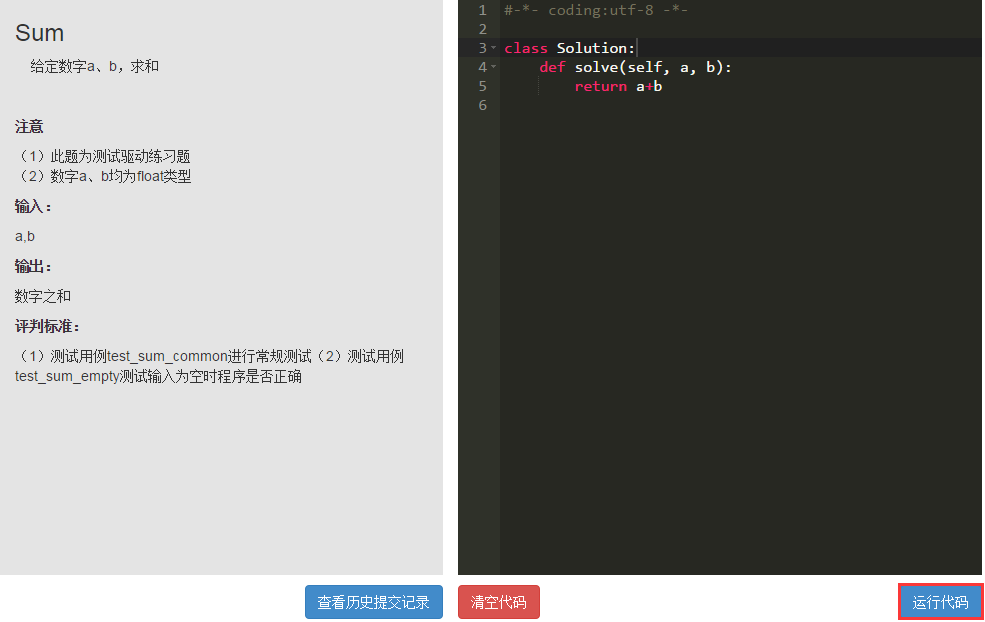 Sum
给定数字a、b，求和
注意
（1）此题为测试驱动练习题
（2）数字a、b均为float类型
输入：
a,b
输出：
数字之和
评判标准：
（1）测试用例test_sum_common进行常规测试（2）测试用例
test_sum_empty测试输入为空时程序是否正确
查看历史提交记录
1 #-*- coding:utf-8 -*-
2
3 class Solution:
4     def solve(self, a, b):
5         return a+b
6
清空代码
运行代码